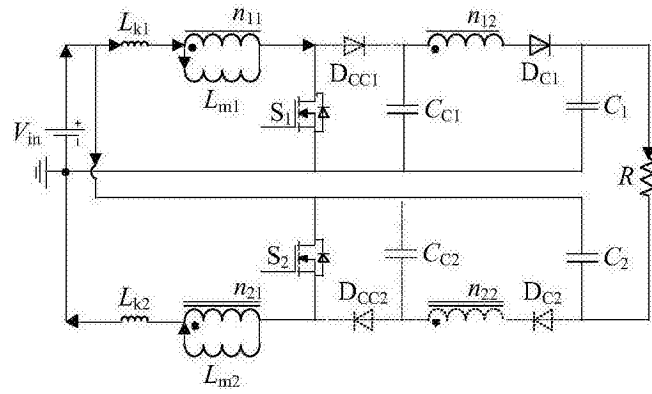 Lk1 n11 n12
Lm1 DCC1 DC1
Vin + S1 CC1 C1
R
S2 CC2 C2
Lk2 n21 DCC2 n22 DC2
Lm2